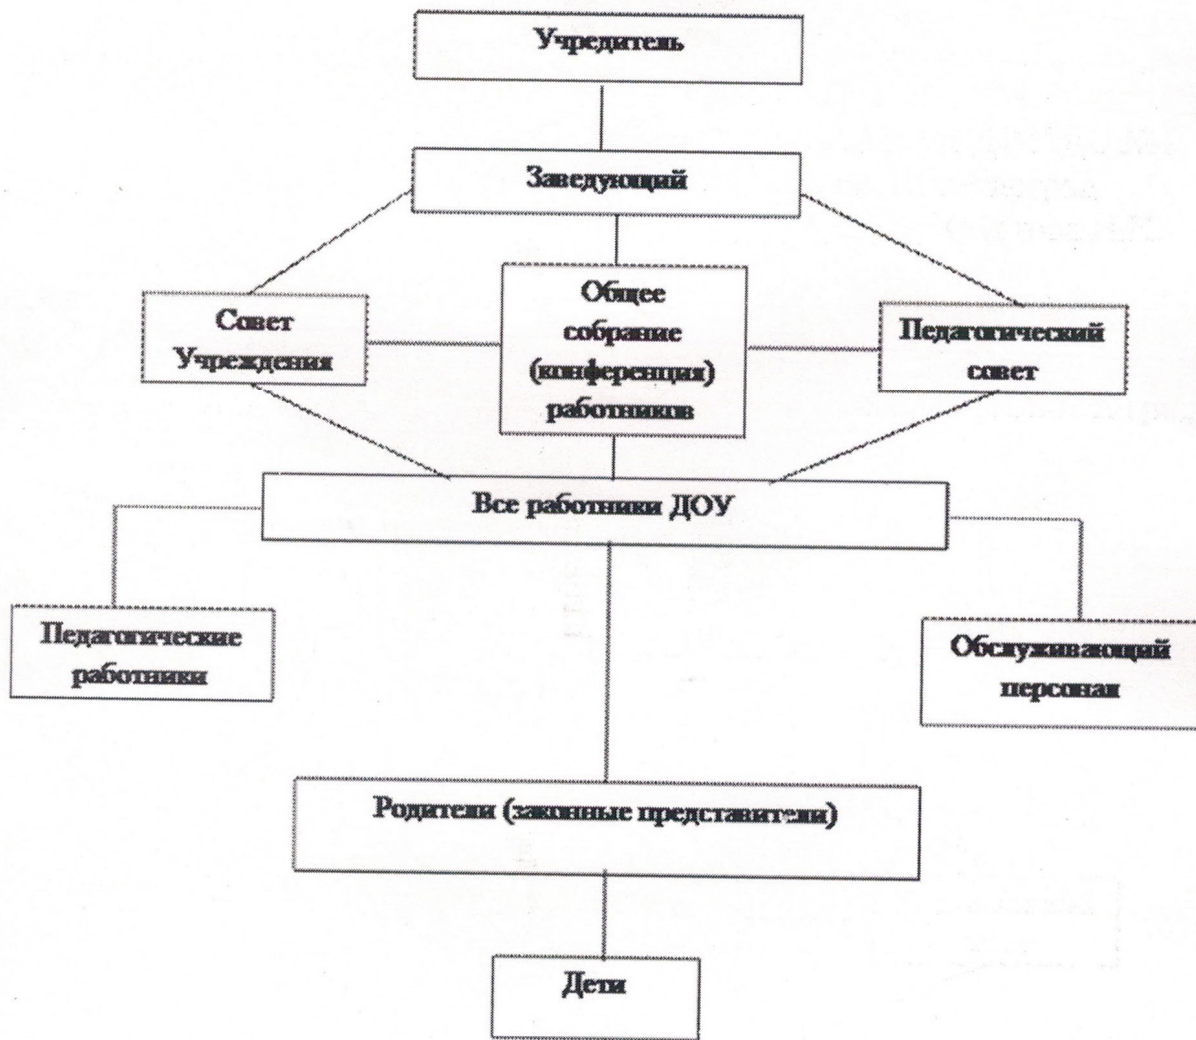 Учредитель
Заведующий
Совет
Учреждения
Общее
собрание
(конференция)
работников
Педагогический
совет
Все работники ДОУ
Педагогические
работники
Обслуживающий
персонал
Родители (законные представители)
Дети